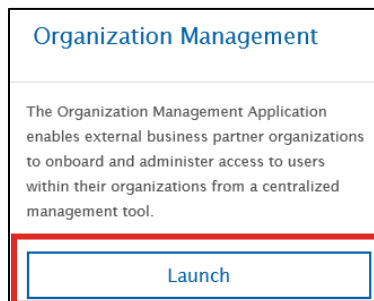 Organization Management
The Organization Management Application
enables external business partner organizations
to onboard and administer access to users
within their organizations from a centralized
management tool.
Launch